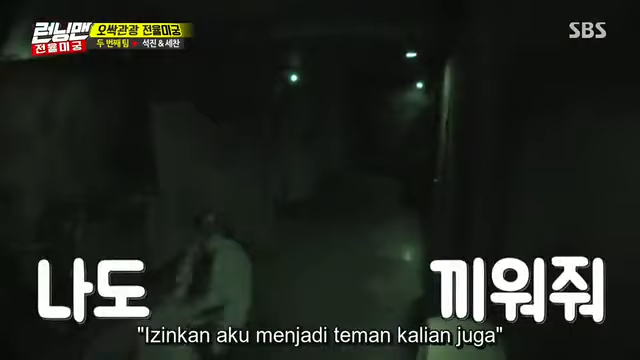 런닝맨
전율미궁
오싹관광 전율미궁
두 번째 팀 ▶ 석진 & 세찬
SBS
나도 끼워줘
"Izinkan aku menjadi teman kalian juga"